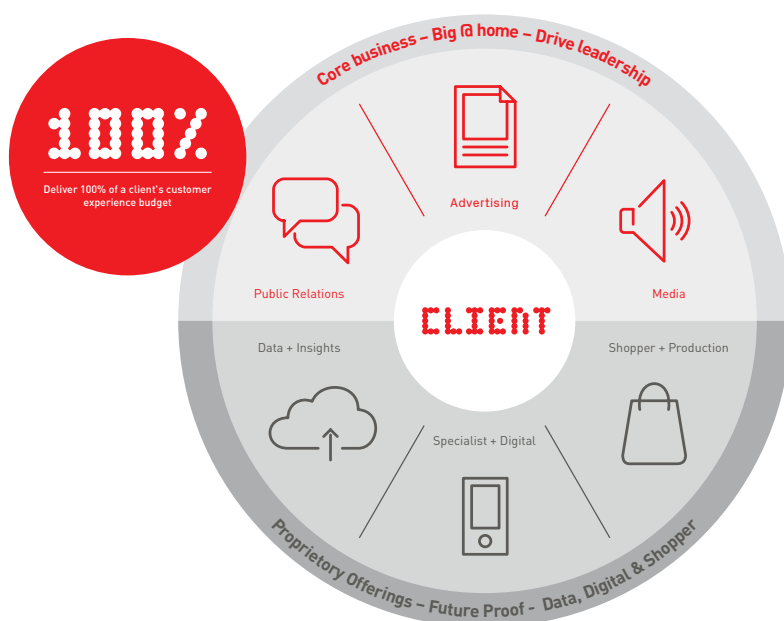 Core business – Big @ home – Drive leadership
100%
Deliver 100% of a client's customer
experience budget
Advertising
Public Relations
Media
CLIENT
Data + Insights
Shopper + Production
Specialist + Digital
Proprietory Offerings – Future Proof - Data, Digital & Shopper